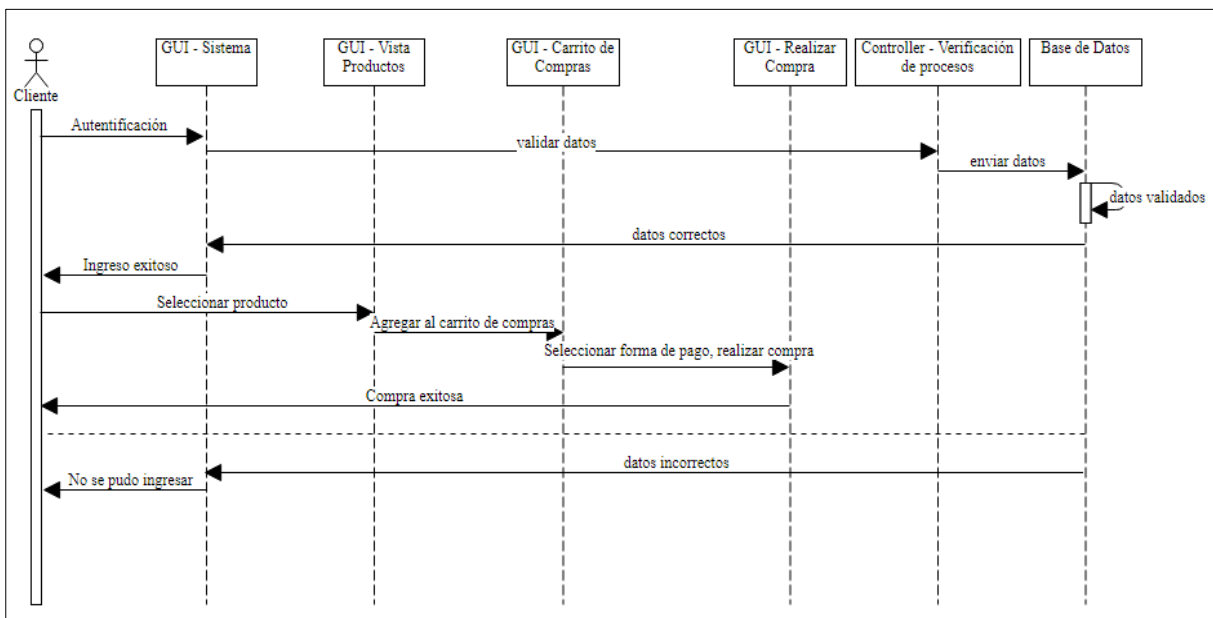 GUI - Sistema
GUI - Vista
Productos
GUI - Carrito de
Compras
GUI - Realizar
Compra
Controller - Verificación
de procesos
Base de Datos
Cliente
Autentificación
validar datos
enviar datos
datos validados
datos correctos
Ingreso exitoso
Seleccionar producto
Agregar al carrito de compras
Seleccionar forma de pago, realizar compra
Compra exitosa
datos incorrectos
No se pudo ingresar